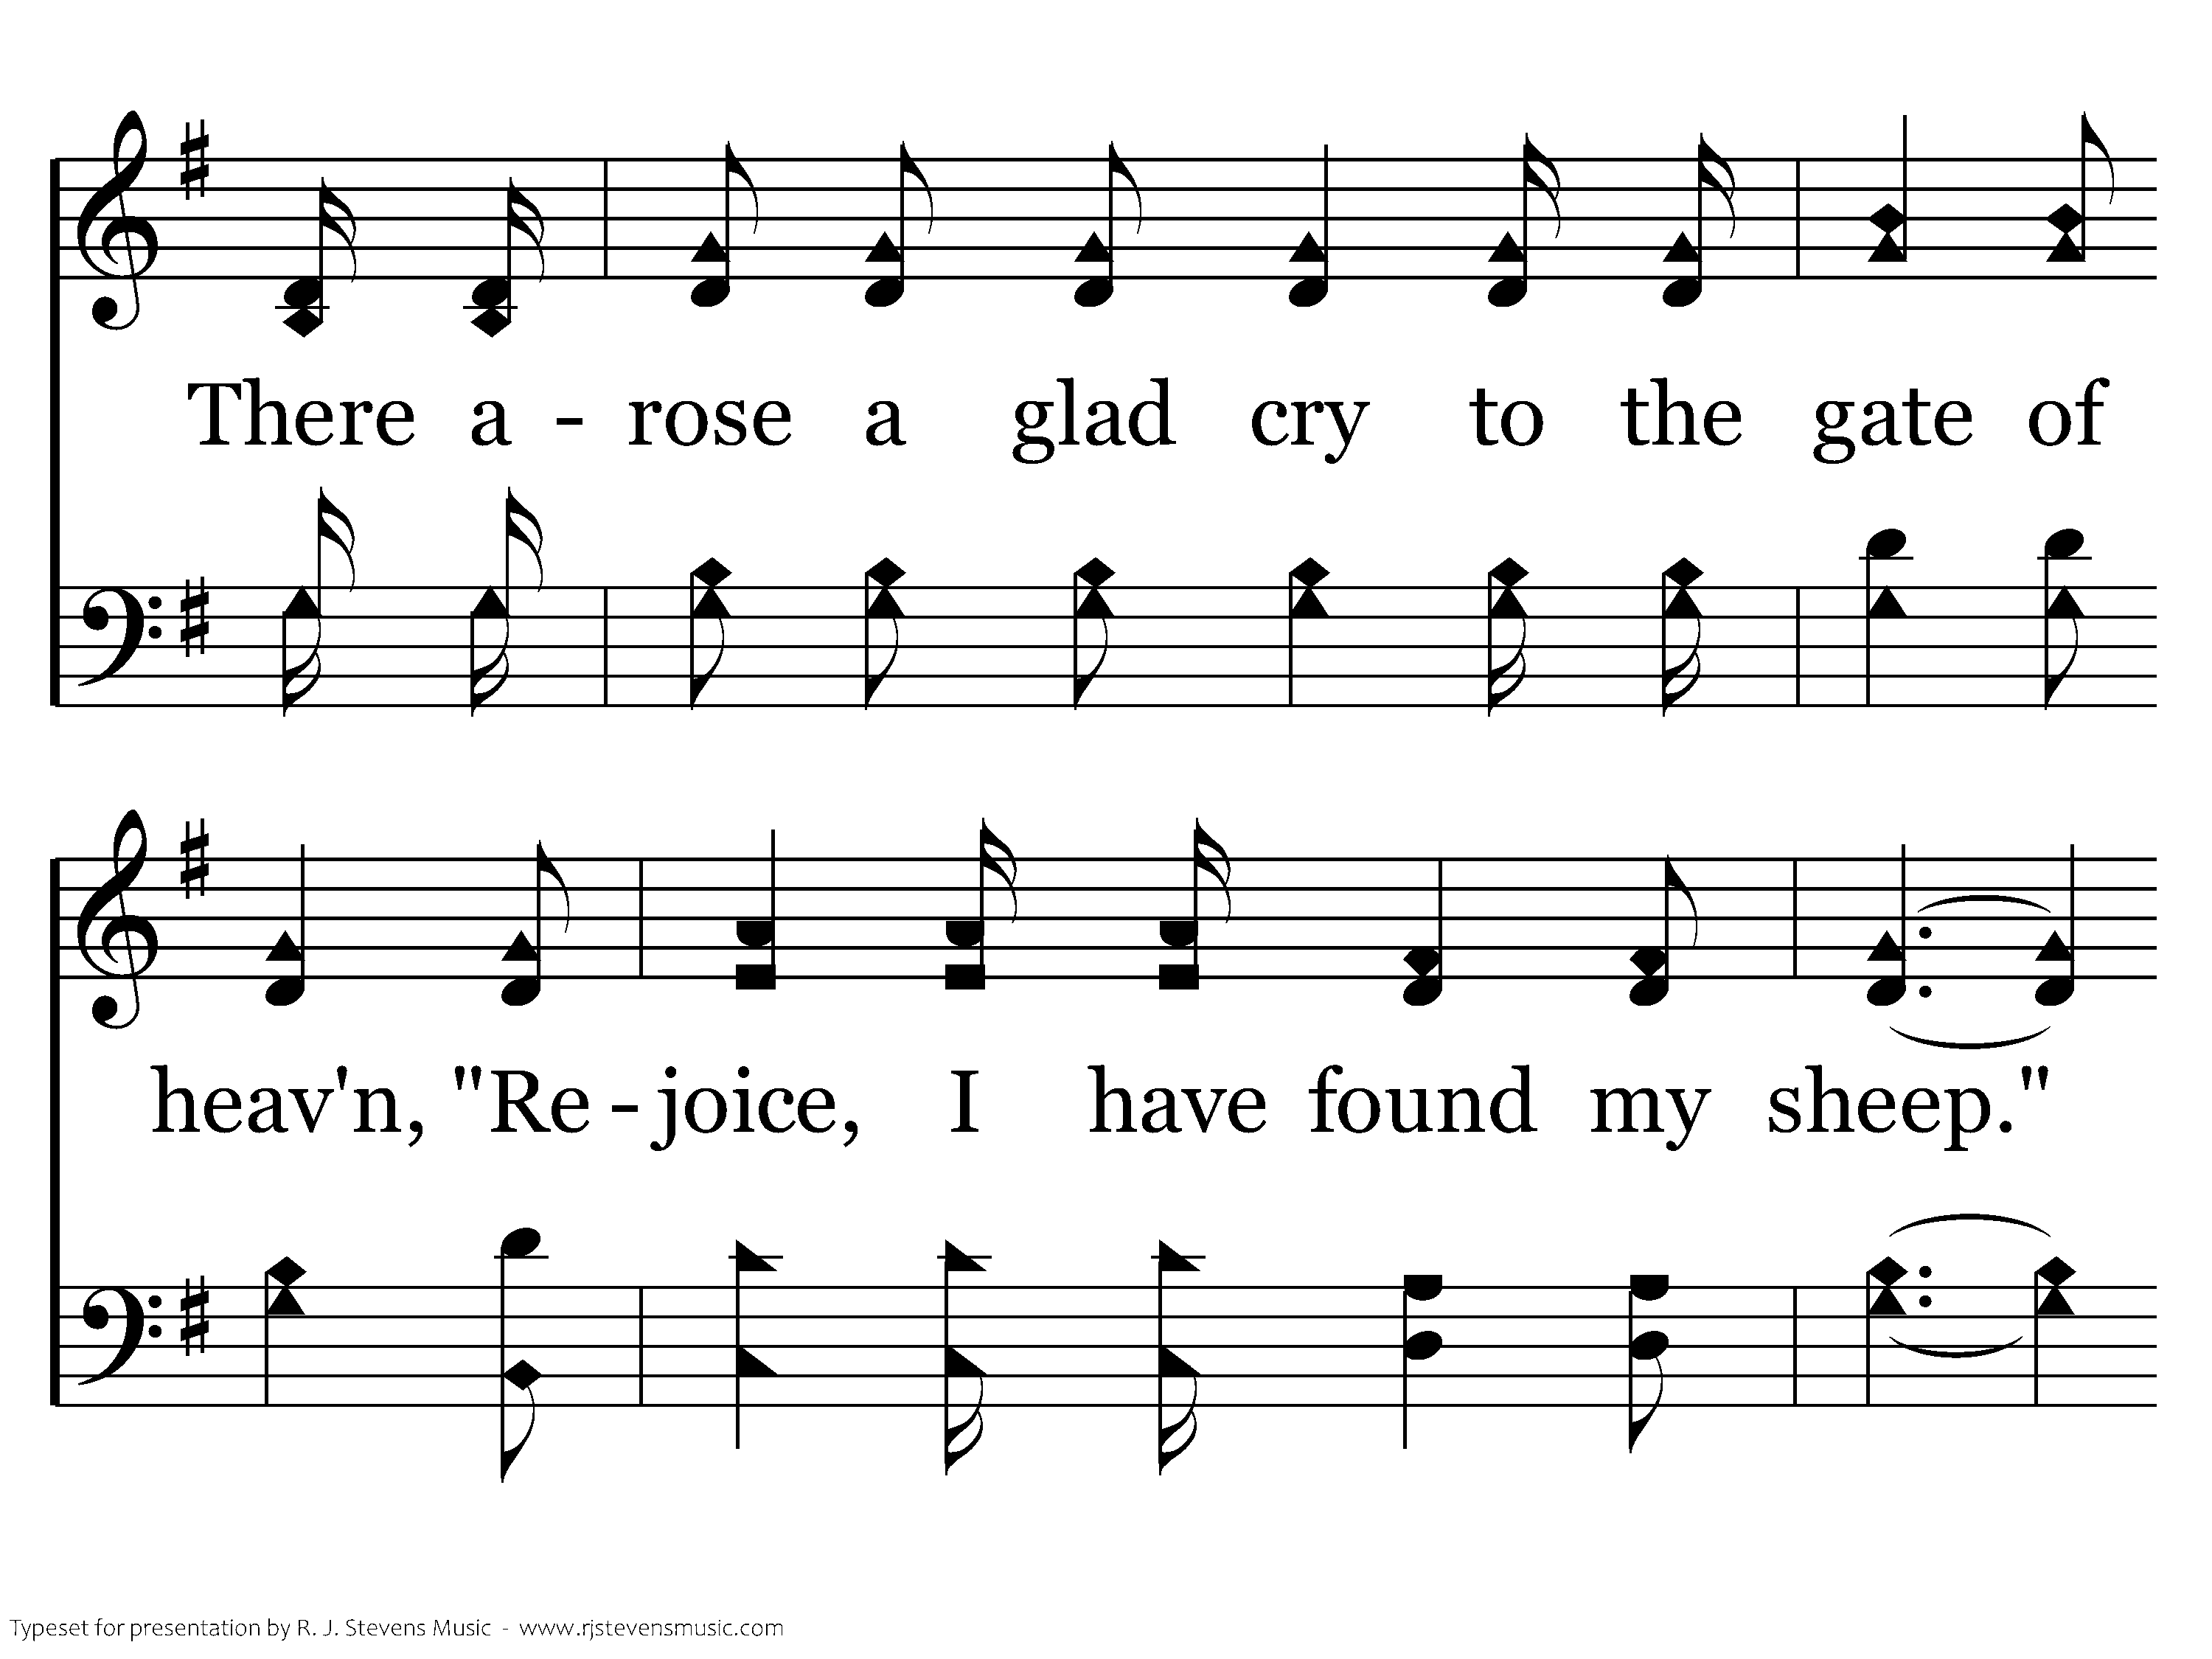 There a - rose a glad cry to the gate of
heav'n, "Re - joice, I have found my sheep."
Typeset for presentation by R. J. Stevens Music - www.rjstevensmusic.com